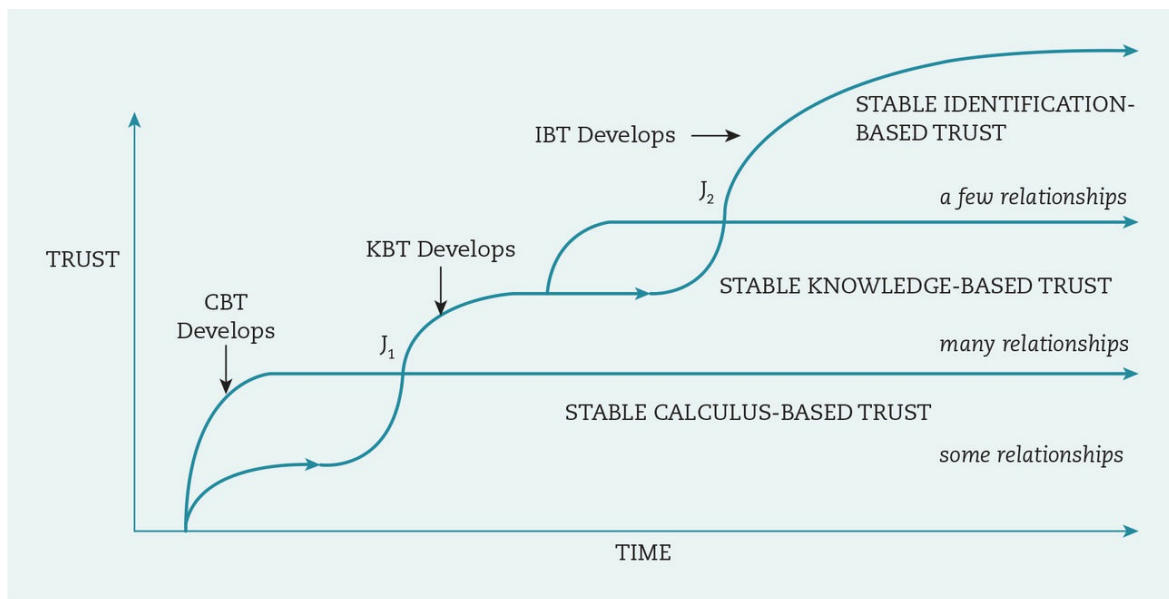 STABLE IDENTIFICATION-
BASED TRUST
IBT Develops
J2
a few relationships
TRUST
KBT Develops
STABLE KNOWLEDGE-BASED TRUST
CBT
Develops
J1
many relationships
STABLE CALCULUS-BASED TRUST
some relationships
TIME